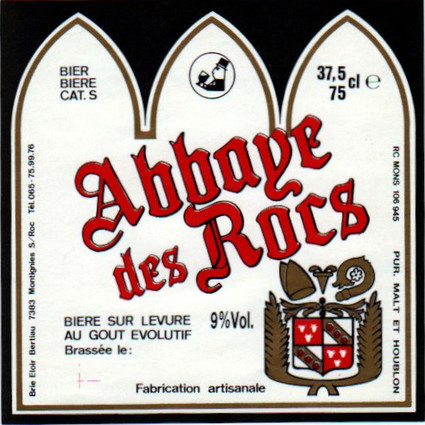 BIER
BIERE
CAT. S
37,5 cl e
75
Abbaye
des Rocs
BIERE SUR LEVURE
AU GOUT EVOLUTIF
Brassée le:
9%Vol.
Fabrication artisanale
Brie Eloir Bertiau 7383 Montignies S/Roc Tél.065-75.99.76
RC MONS 106 945 PUR. MALT ET HOUBLON